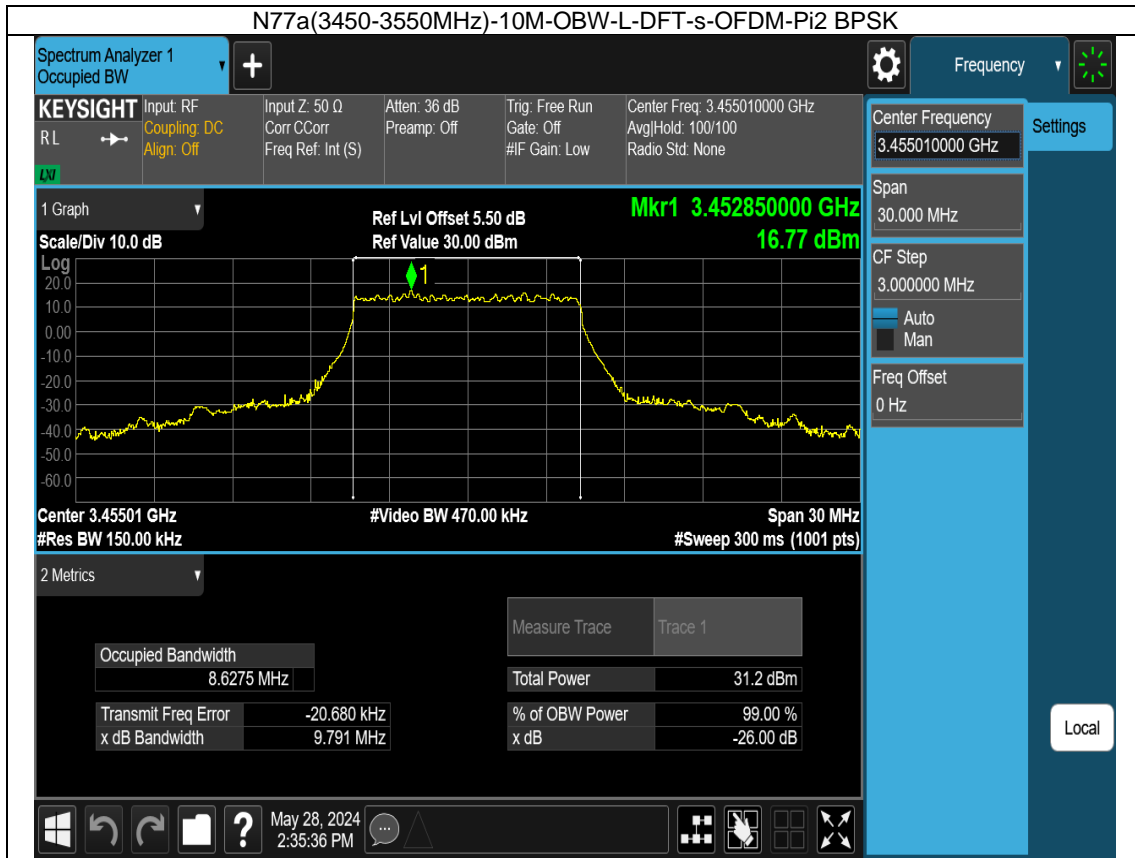 N77a(3450-3550MHz)-10M-OBW-L-DFT-s-OFDM-Pi2 BPSK
Spectrum Analyzer 1
Occupied BW
Frequency
KEYSIGHT
RL
LXI
Input: RF
Coupling: DC
Align: Off
Input Z: 50 Ω
Corr CCorr
Freq Ref: Int (S)
Atten: 36 dB
Preamp: Off
Trig: Free Run
Gate: Off
#IF Gain: Low
Center Freq: 3.455010000 GHz
Avg|Hold: 100/100
Radio Std: None
Center Frequency
3.455010000 GHz
Settings
Span
30.000 MHz
CF Step
3.000000 MHz
Auto
Man
Freq Offset
0 Hz
Local
1 Graph
Ref Lvl Offset 5.50 dB
Mkr1 3.452850000 GHz
Scale/Div 10.0 dB
Ref Value 30.00 dBm
16.77 dBm
Log
1
20.0
10.0
0.00
-10.0
-20.0
-30.0
-40.0
-50.0
-60.0
Center 3.45501 GHz
#Video BW 470.00 kHz
Span 30 MHz
#Res BW 150.00 kHz
#Sweep 300 ms (1001 pts)
2 Metrics
Measure Trace
Trace 1
Occupied Bandwidth
8.6275 MHz
Total Power
31.2 dBm
Transmit Freq Error
-20.680 kHz
% of OBW Power
99.00 %
x dB Bandwidth
9.791 MHz
x dB
-26.00 dB
May 28, 2024
2:35:36 PM